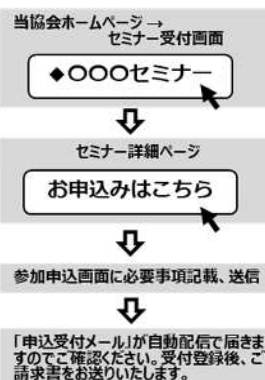 当協会ホームページ →
セミナー受付画面
◆〇〇〇セミナー
セミナー詳細ページ
お申込みはこちら
参加申込画面に必要事項記載、送信
「申込受付メール」が自動配信で届きま
すのでご確認ください。受付登録後、ご
請求書をお送りいたします。